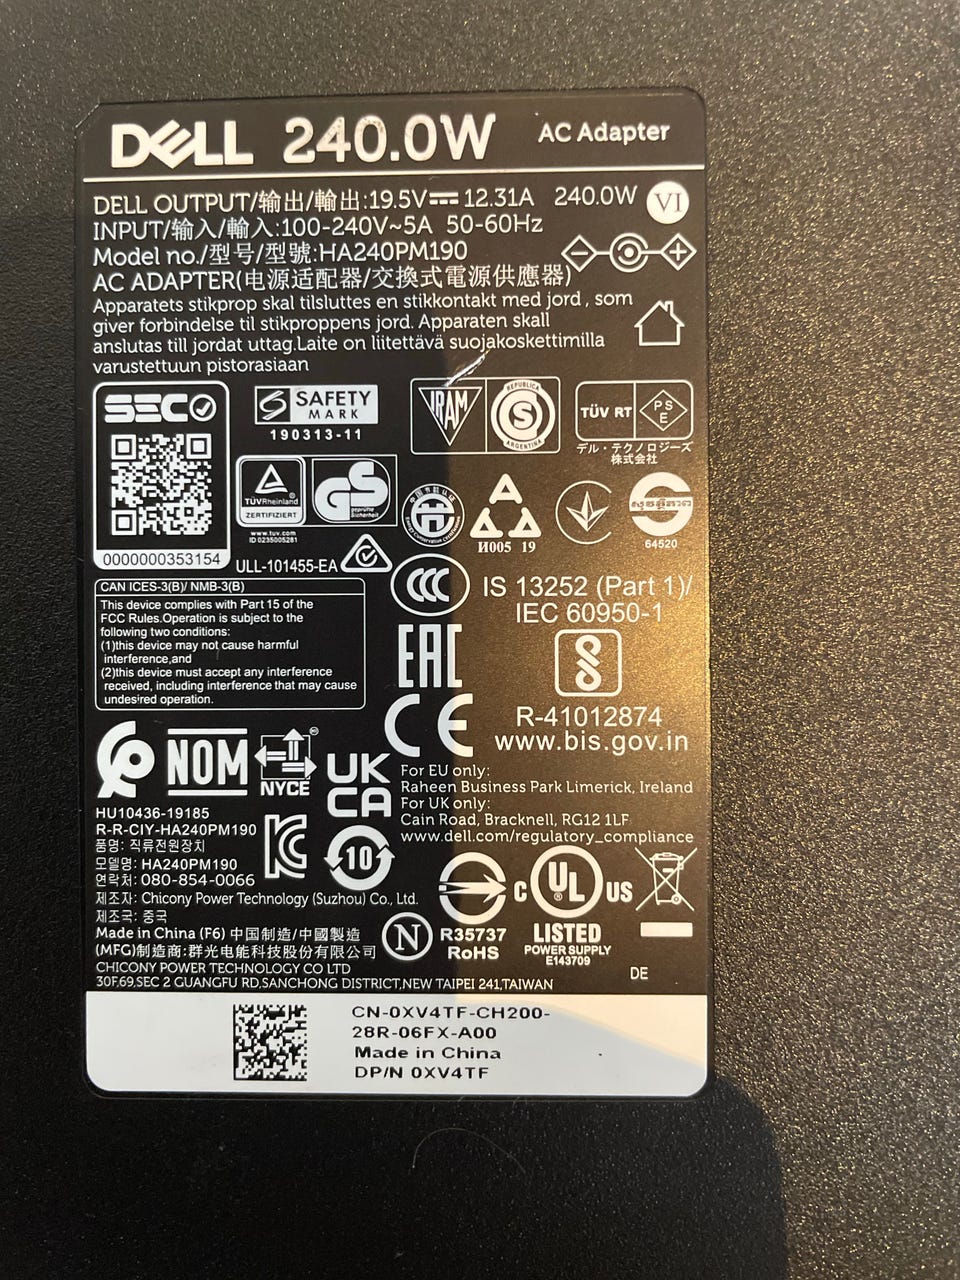 DELL 240.0W AC Adapter
DELL OUTPUT/输出/輸出:19.5V⎓12.31A 240.0W VI
INPUT/输入/輸入:100-240V~5A 50-60Hz
Model no./型号/型號:HA240PM190
AC ADAPTER(电源适配器/交換式電源供應器)
Apparatets stikprop skal tilsluttes en stikkontakt med jord , som
giver forbindelse til stikproppens jord. Apparaten skall
anslutas till jordat uttag.Laite on liitettävä suojakoskettimilla
varustettuun pistorasiaan
SEC
0000000353154
SAFETY
MARK
190313-11
IRAM
REPUBLICA
S
ARGENTINA
TÜV RT
PS
E
デル・テクノロジーズ
株式会社
TÜVRheinland
ZERTIFIZIERT
GS
geprüfte
Sicherheit
www.tuv.com
ID 0235005281
И005 19
64520
ULL-101455-EA
CCC
IS 13252 (Part 1)/
IEC 60950-1
CAN ICES-3(B)/ NMB-3(B)
This device complies with Part 15 of the
FCC Rules.Operation is subject to the
following two conditions:
(1)this device may not cause harmful
interference,and
(2)this device must accept any interference
received, including interference that may cause
undesired operation.
EAC
CE
R-41012874
www.bis.gov.in
NOM
NYCE
UK
CA
For EU only:
Raheen Business Park Limerick, Ireland
For UK only:
Cain Road, Bracknell, RG12 1LF
www.dell.com/regulatory_compliance
HU10436-19185
R-R-CIY-HA240PM190
품명: 직류전원장치
모델명: HA240PM190
연락처: 080-854-0066
제조자: Chicony Power Technology (Suzhou) Co., Ltd.
제조국: 중국
KC
10
Made in China (F6) 中国制造/中國製造
(MFG)制造商:群光电能科技股份有限公司
CHICONY POWER TECHNOLOGY CO LTD
30F,69,SEC 2 GUANGFU RD,SANCHONG DISTRICT,NEW TAIPEI 241,TAIWAN
N
R35737
RoHS
C UL US
LISTED
POWER SUPPLY
E143709
DE
CN-0XV4TF-CH200-
28R-06FX-A00
Made in China
DP/N 0XV4TF